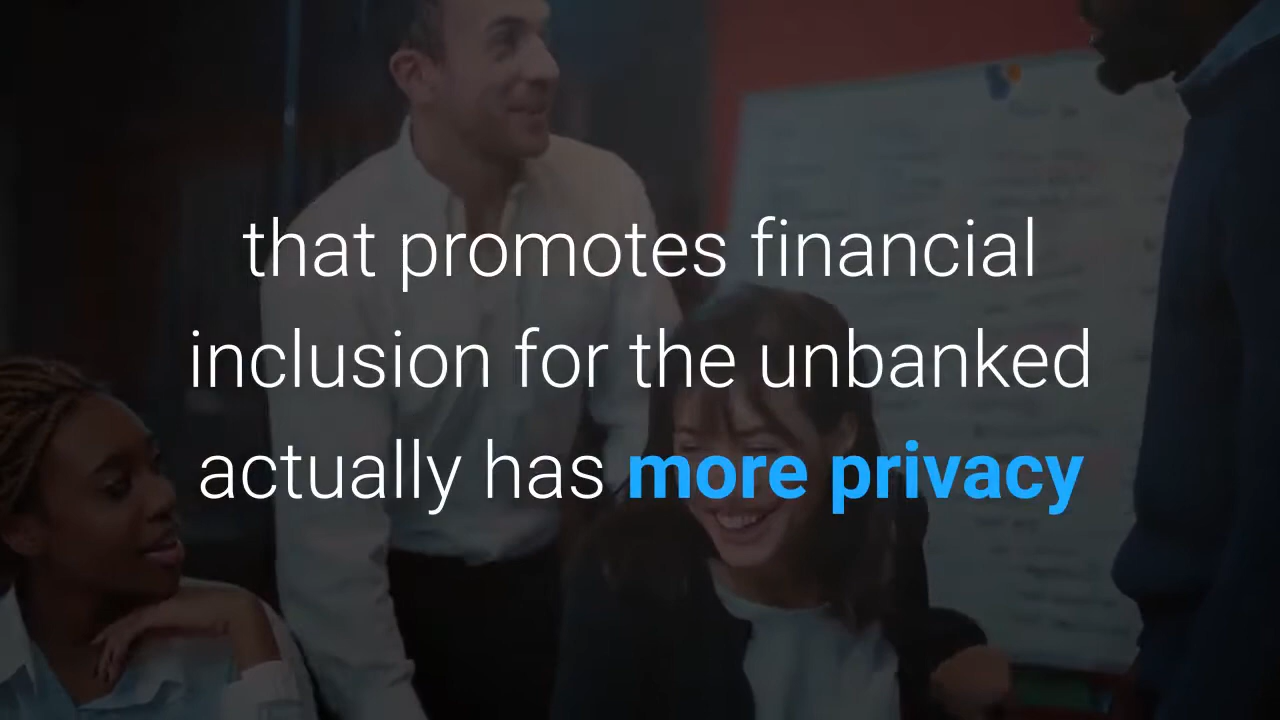 that promotes financial
inclusion for the unbanked
actually has more privacy